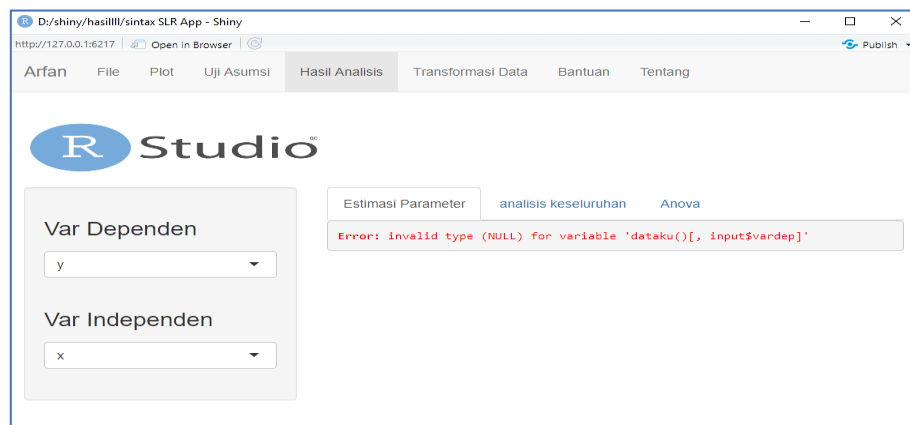 D:/shiny/hasilllll/sintax SLR App - Shiny
http://127.0.0.1:6217 Open in Browser Publish
Arfan File Plot Uji Asumsi Hasil Analisis Transformasi Data Bantuan Tentang
R Studio®
Estimasi Parameter analisis keseluruhan Anova
Error: invalid type (NULL) for variable 'dataku()[, input$vardep]'
Var Dependen
y
Var Independen
x